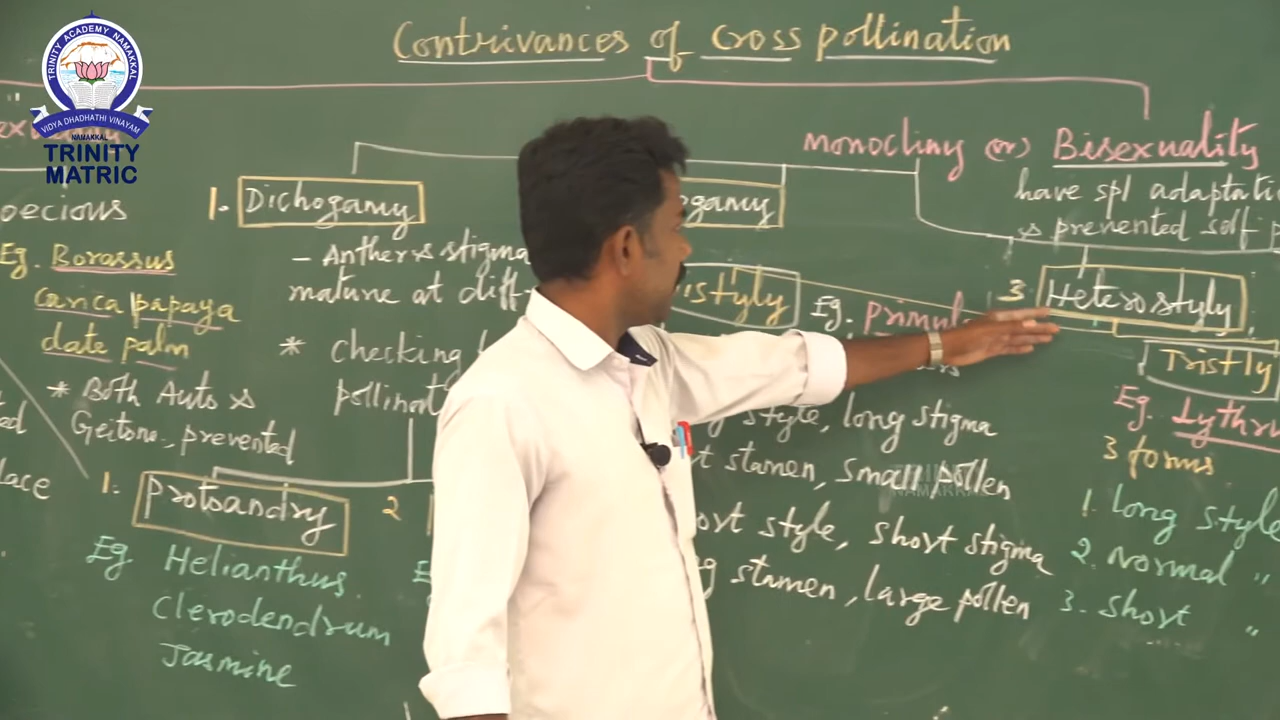 TRINITY ACADEMY NAMAKKAL
VIDYA DHADHATHI VINAYAM
NAMAKKAL
TRINITY
MATRIC
Contrivances of cross pollination
monocliny (or) Bisexuality
have spl
is prevented self
oecious
Eg. Borassus
carica papaya
date palm
* Both Auto &
Geitono, prevented
1. Dichogamy
- Anther & stigma
mature at diff
* checking
pollinat
1. Protoandry
Eg Helianthus
Clerodendrum
Jasmine
2
ogamy
istyly
Eg. primul
style, long stigma
stamen, small pollen
ort style, short stigma
stamen, large pollen
3 Heterostyly
Tristly
Eg. Lythru
3 forms
1. long style
2. Normal "
3. short "